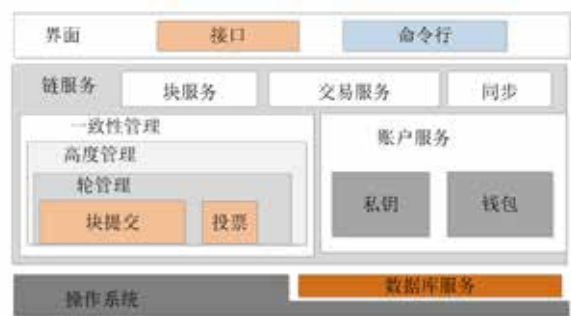 界面 接口 命令行
链服务 块服务 交易服务 同步
一致性管理
账户服务
高度管理
轮管理
私钥 钱包
块提交 投票
数据库服务
操作系统